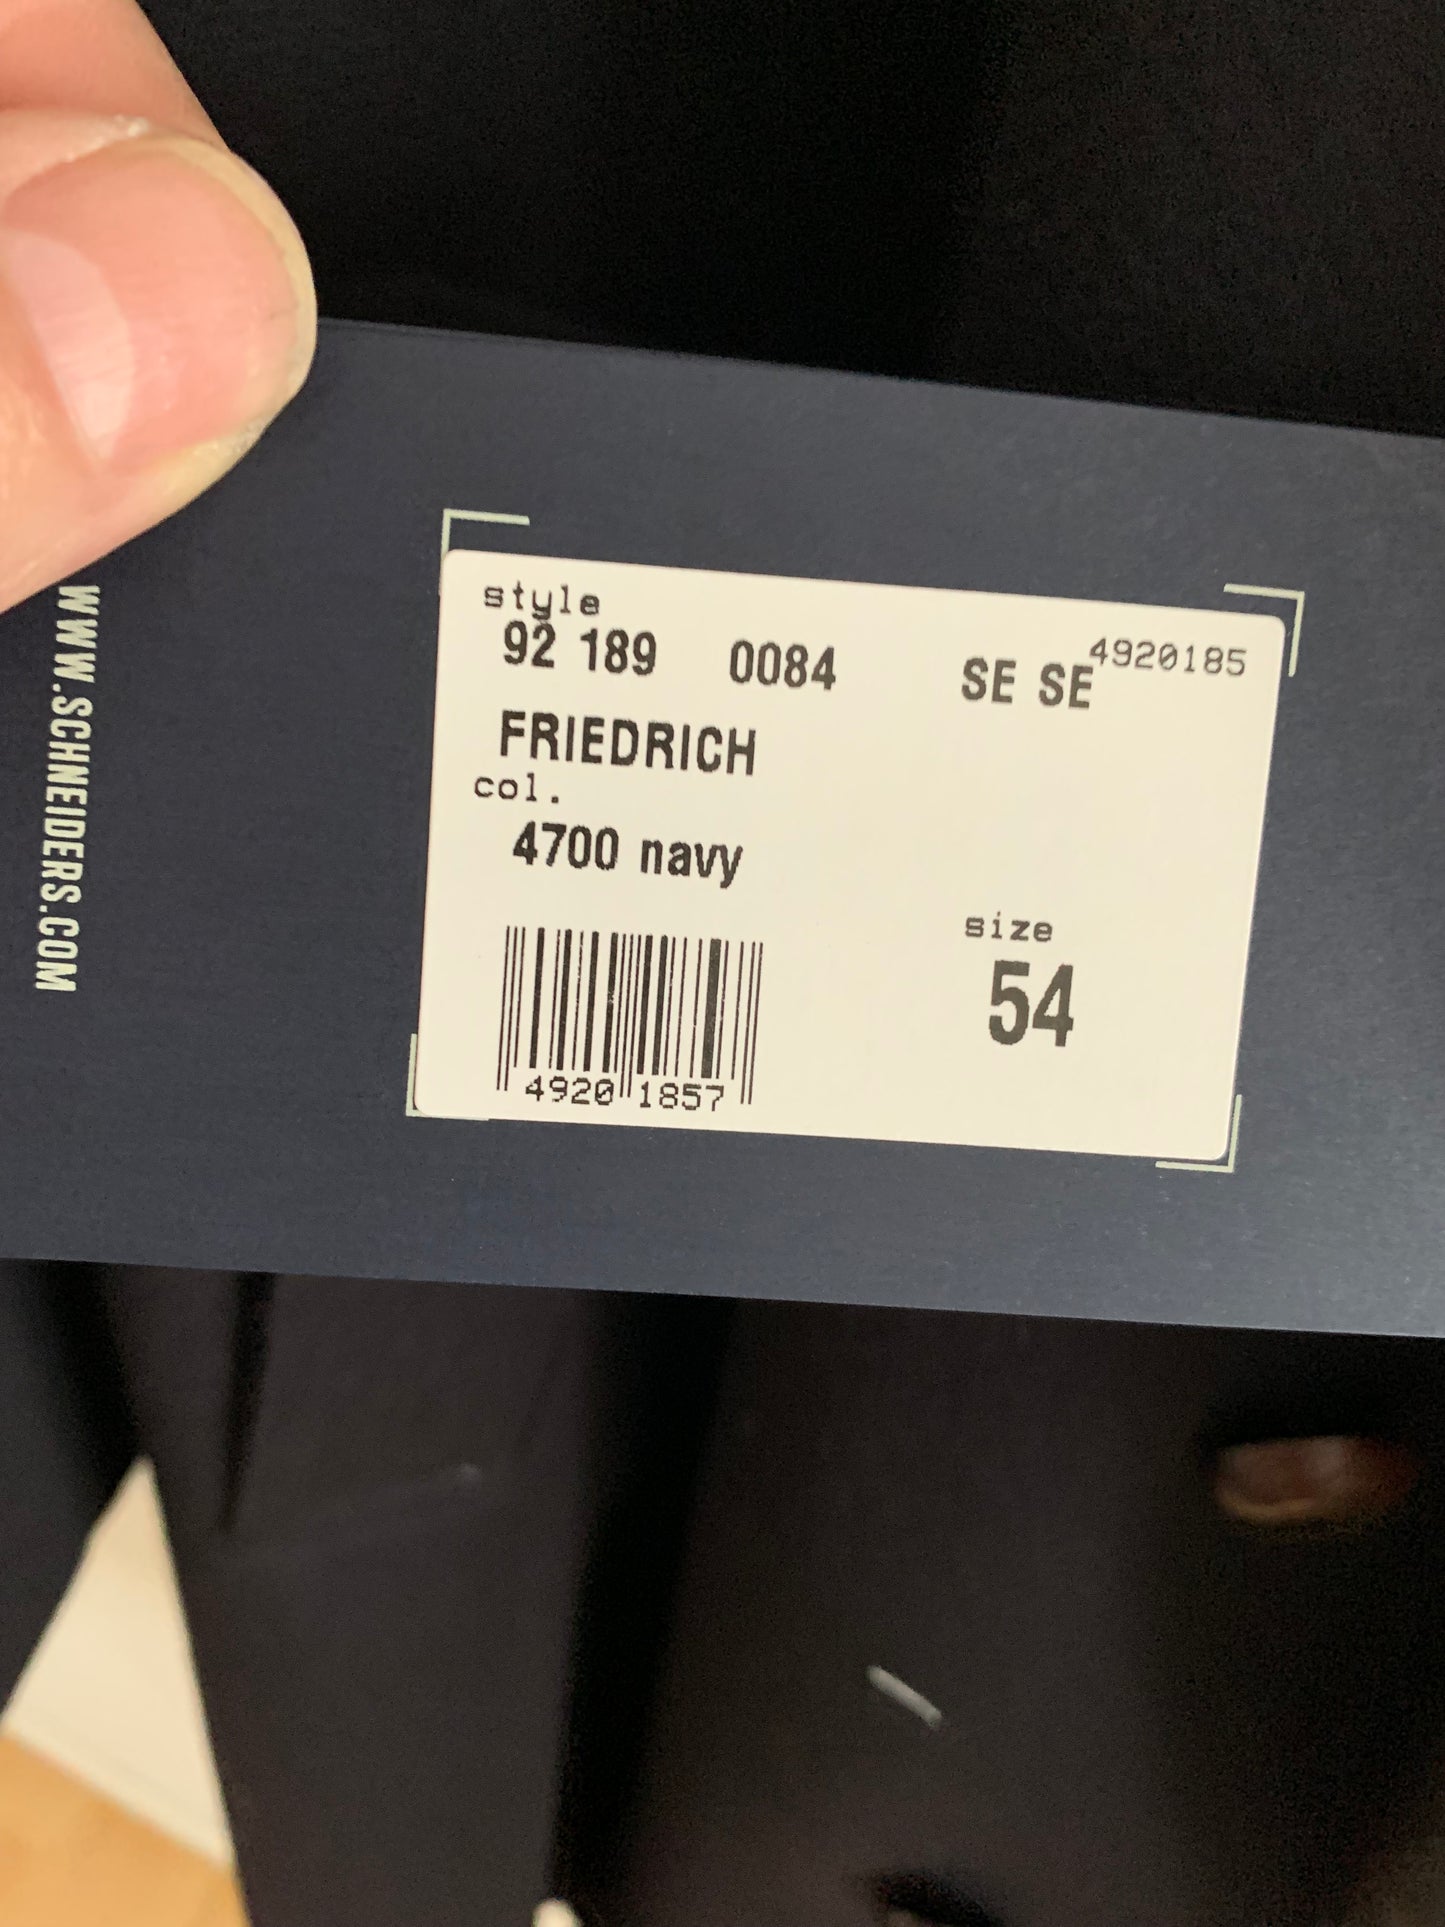 WWW.SCHNEIDERS.COM
style
92 189 0084 SE SE 4920185
FRIEDRICH
col.
4700 navy
size
54
4920 1857